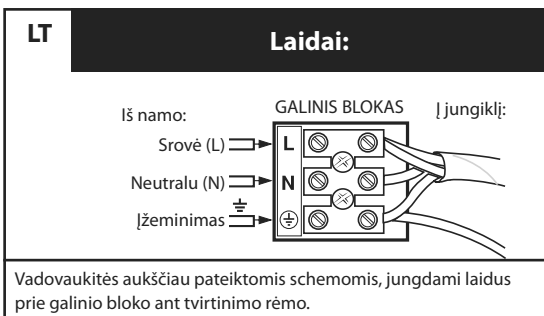 LT
Laidai:
Iš namo:
GALINIS BLOKAS
Į jungiklį:
Srovė (L)
L
Neutralu (N)
N
Įžeminimas
Vadovaukitės aukščiau pateiktomis schemomis, jungdami laidus
prie galinio bloko ant tvirtinimo rėmo.